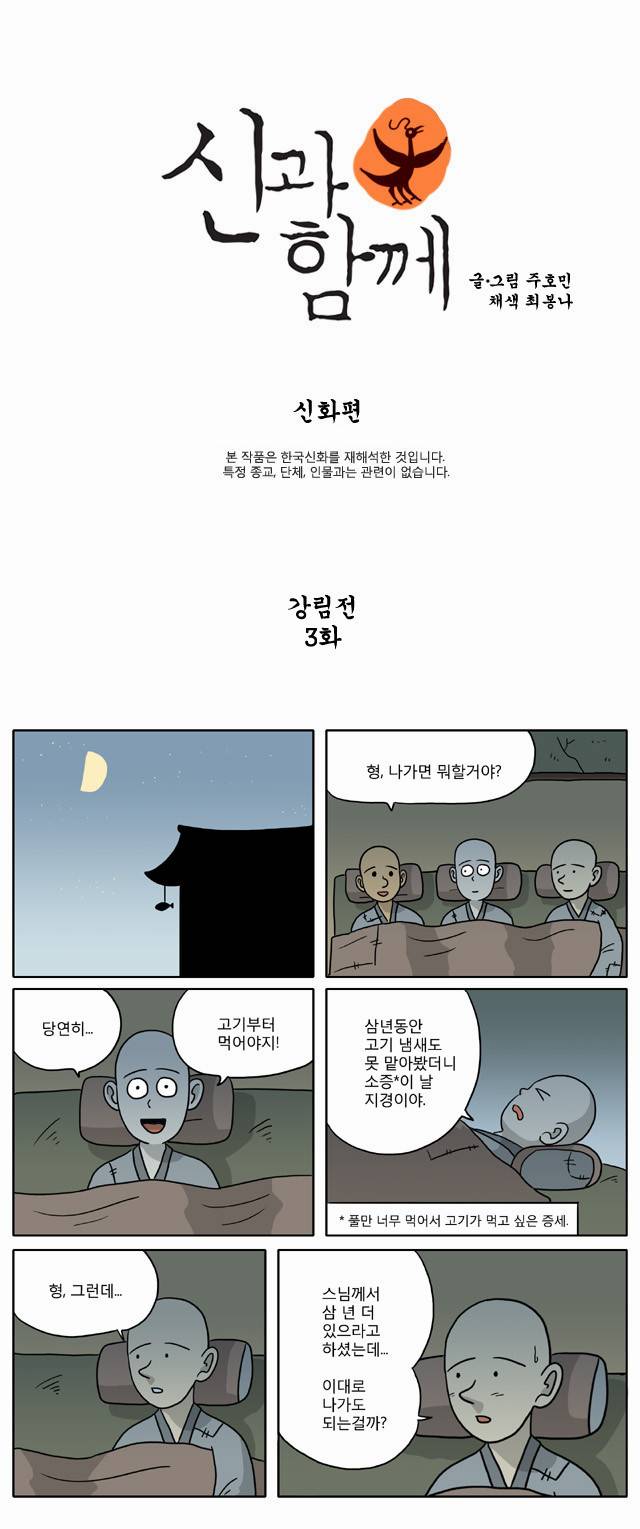 신과
함께
글·그림 주호민
채색 최봉나
신화편
본 작품은 한국신화를 재해석한 것입니다.
특정 종교, 단체, 인물과는 관련이 없습니다.
강림전
3화
형, 나가면 뭐할거야?
당연히...
고기부터
먹어야지!
삼년동안
고기 냄새도
못 맡아봤더니
소증*이 날
지경이야.
* 풀만 너무 먹어서 고기가 먹고 싶은 증세.
형, 그런데...
스님께서
삼 년 더
있으라고
하셨는데...
이대로
나가도
되는걸까?